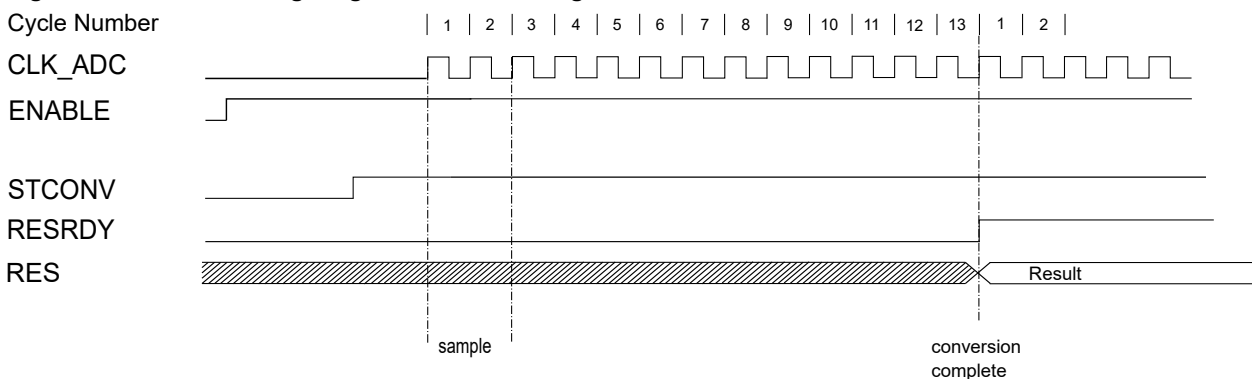 Cycle Number 1 2 3 4 5 6 7 8 9 10 11 12 13 1 2
CLK_ADC
ENABLE
STCONV
RESRDY
RES Result
sample conversion
complete